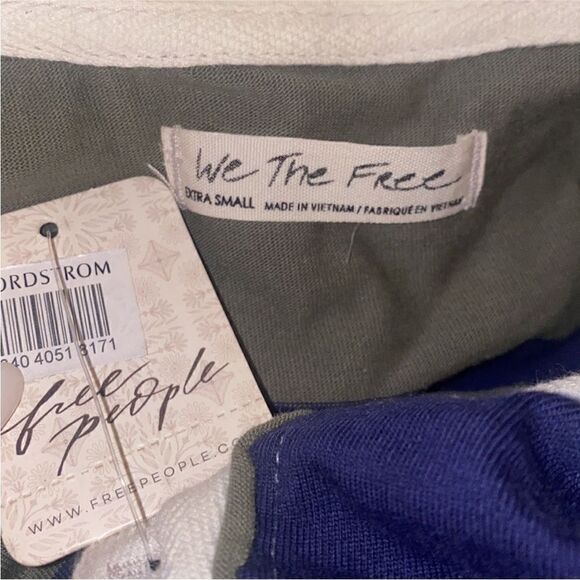 We The Free
EXTRA SMALL MADE IN VIETNAM / FABRIQUÉ EN VIETNAM
ORDSTROM
340 4051 3171
free
people
WWW.FREEPEOPLE.CO